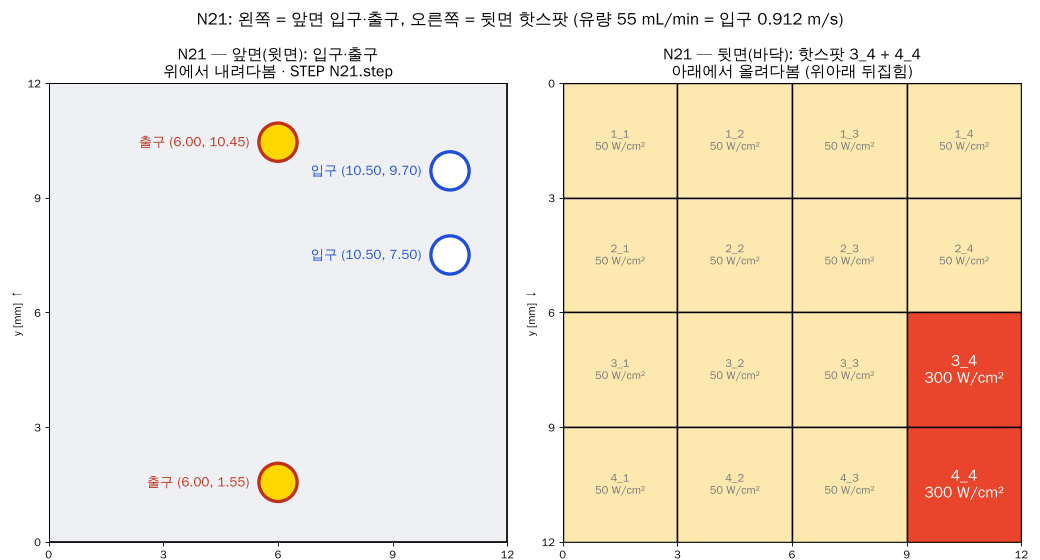 N21: 왼쪽 = 앞면 입구·출구, 오른쪽 = 뒷면 핫스팟 (유량 55 mL/min = 입구 0.912 m/s)
N21 — 앞면(윗면): 입구·출구
위에서 내려다봄 · STEP N21.step
12
9
6
3
0
y [mm] ↑
0
3
6
9
12
출구 (6.00, 10.45)
입구 (10.50, 9.70)
입구 (10.50, 7.50)
출구 (6.00, 1.55)
N21 — 뒷면(바닥): 핫스팟 3_4 + 4_4
아래에서 올려다봄 (위아래 뒤집힘)
0
3
6
9
12
y [mm] ↓
1_1
50 W/cm²
1_2
50 W/cm²
1_3
50 W/cm²
1_4
50 W/cm²
2_1
50 W/cm²
2_2
50 W/cm²
2_3
50 W/cm²
2_4
50 W/cm²
3_1
50 W/cm²
3_2
50 W/cm²
3_3
50 W/cm²
3_4
300 W/cm²
4_1
50 W/cm²
4_2
50 W/cm²
4_3
50 W/cm²
4_4
300 W/cm²
0
3
6
9
12